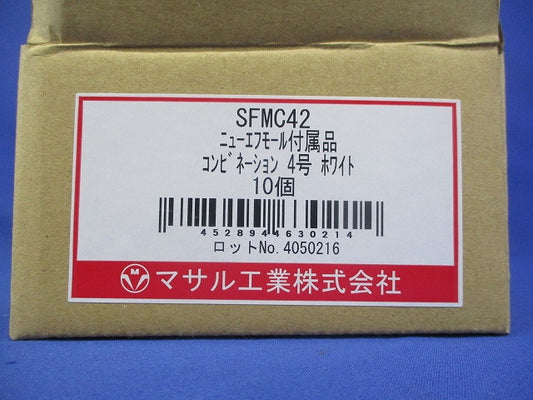 SFMC42
ニューエフモール付属品
コンビネーション 4号 ホワイト
10個
4528944630214
ロットNo.4050216
M マサル工業株式会社